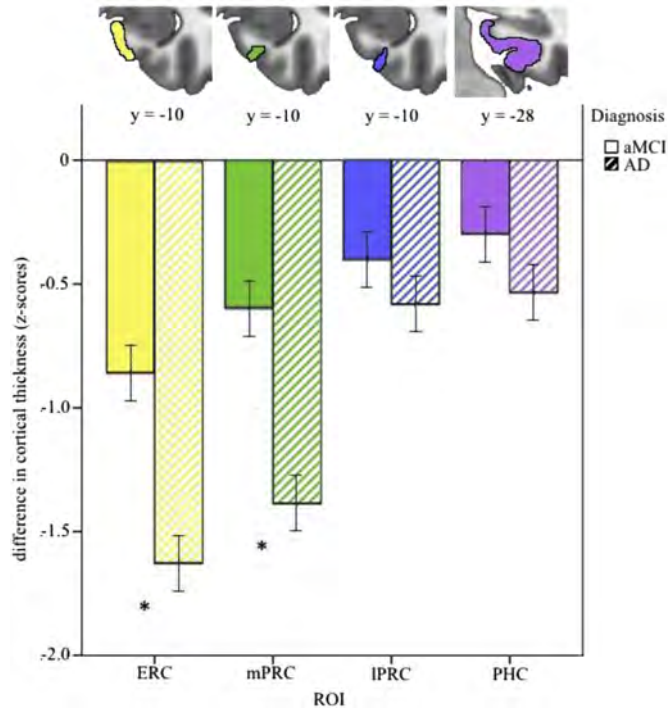 y = -10 y = -10 y = -10 y = -28 Diagnosis
aMCI
AD
0
-0.5
-1.0
-1.5
-2.0
difference in cortical thickness (z-scores)
*
*
ERC mPRC lPRC PHC
ROI